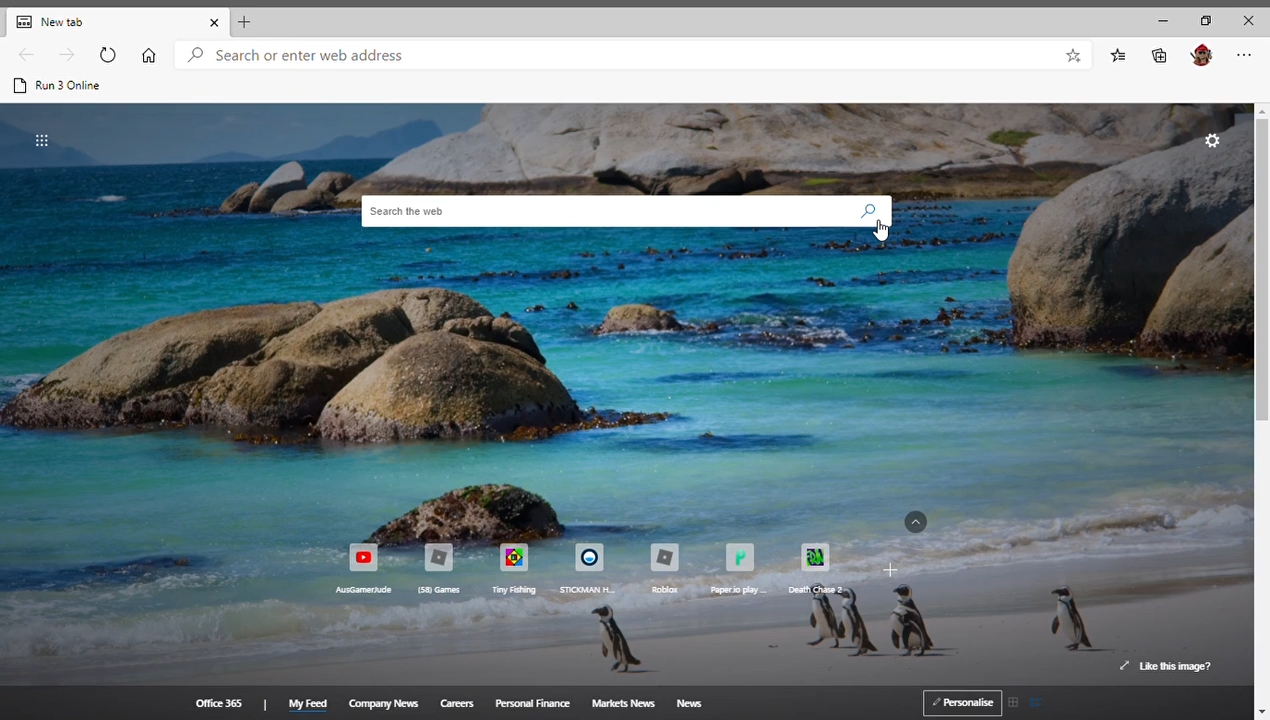 New tab
Search or enter web address
Run 3 Online
Search the web
AusGamerJude (58) Games Tiny Fishing STICKMAN H... Roblox Paper.io play ... Death Chase 2
Like this image?
Office 365 | My Feed Company News Careers Personal Finance Markets News News Personalise